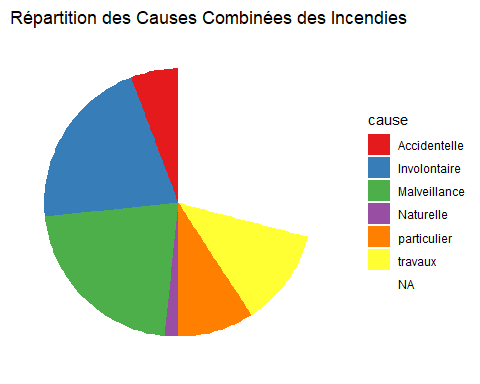 Répartition des Causes Combinées des Incendies
cause
Accidentelle
Involontaire
Malveillance
Naturelle
particulier
travaux
NA